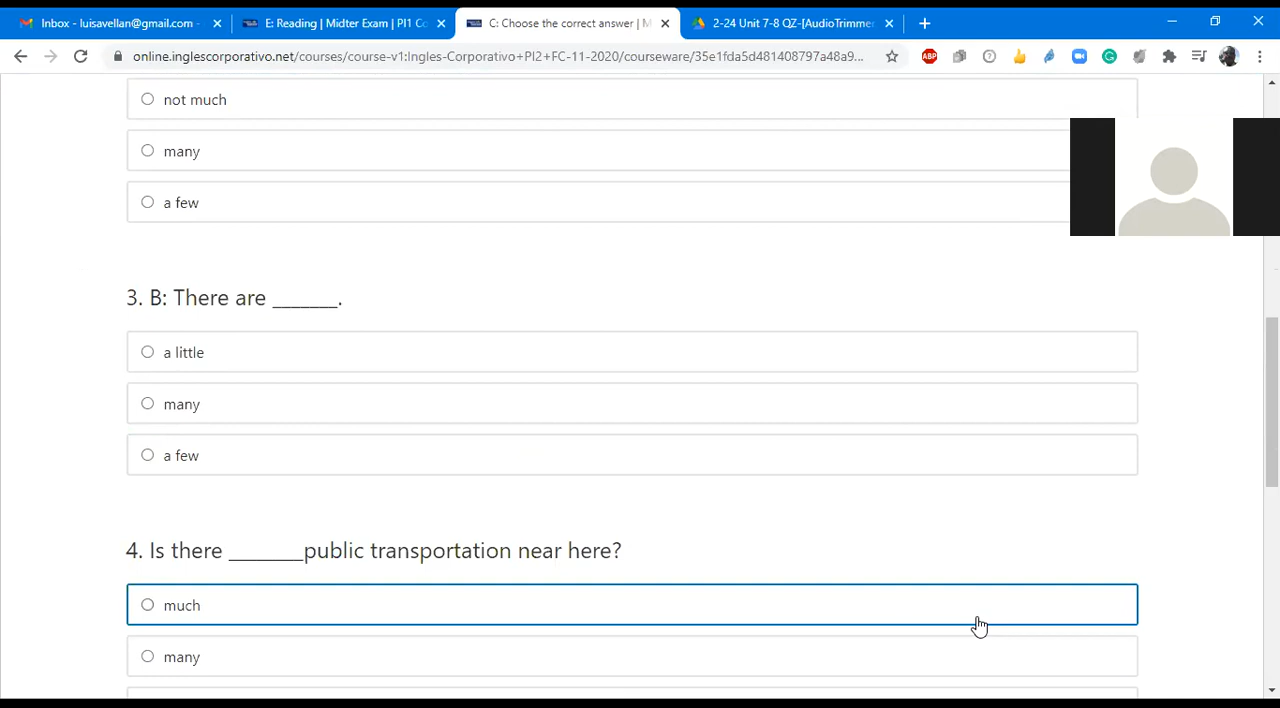 Inbox - luisavellan@gmail.com -
E: Reading | Midter Exam | PI1 Co
C: Choose the correct answer | M
2-24 Unit 7-8 QZ-[AudioTrimmer
online.inglescorporativo.net/courses/course-v1:Ingles-Corporativo+PI2+FC-11-2020/courseware/35e1fda5d481408797a48a9...
ABP
not much
many
a few
3. B: There are _______.
a little
many
a few
4. Is there ________public transportation near here?
much
many